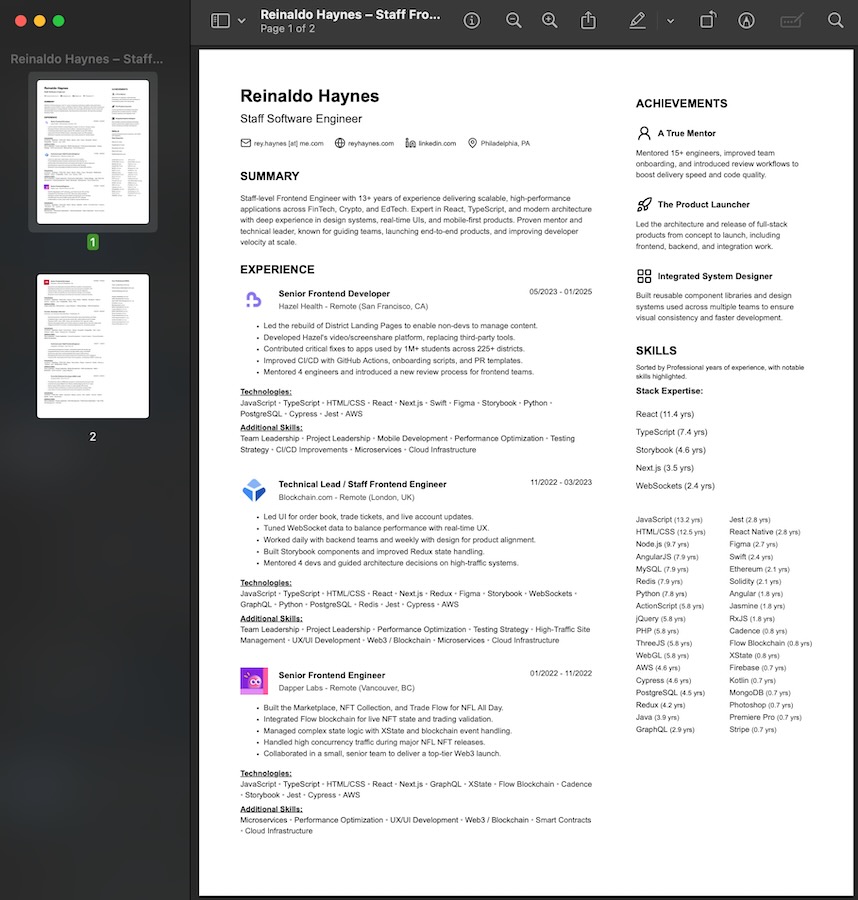 Reinaldo Haynes – Staff Fro...
Page 1 of 2
Reinaldo Haynes – Staff...
1
2
Reinaldo Haynes
Staff Software Engineer
rey.haynes [at] me.com reyhaynes.com linkedin.com Philadelphia, PA
SUMMARY
Staff-level Frontend Engineer with 13+ years of experience delivering scalable, high-performance
applications across FinTech, Crypto, and EdTech. Expert in React, TypeScript, and modern architecture
with deep experience in design systems, real-time UIs, and mobile-first products. Proven mentor and
technical leader, known for guiding teams, launching end-to-end products, and improving developer
velocity at scale.
EXPERIENCE
Senior Frontend Developer 05/2023 - 01/2025
Hazel Health - Remote (San Francisco, CA)
• Led the rebuild of District Landing Pages to enable non-devs to manage content.
• Developed Hazel's video/screenshare platform, replacing third-party tools.
• Contributed critical fixes to apps used by 1M+ students across 225+ districts.
• Improved CI/CD with GitHub Actions, onboarding scripts, and PR templates.
• Mentored 4 engineers and introduced a new review process for frontend teams.
Technologies:
JavaScript • TypeScript • HTML/CSS • React • Next.js • Swift • Figma • Storybook • Python •
PostgreSQL • Cypress • Jest • AWS
Additional Skills:
Team Leadership • Project Leadership • Mobile Development • Performance Optimization • Testing
Strategy • CI/CD Improvements • Microservices • Cloud Infrastructure
Technical Lead / Staff Frontend Engineer 11/2022 - 03/2023
Blockchain.com - Remote (London, UK)
• Led UI for order book, trade tickets, and live account updates.
• Tuned WebSocket data to balance performance with real-time UX.
• Worked daily with backend teams and weekly with design for product alignment.
• Built Storybook components and improved Redux state handling.
• Mentored 4 devs and guided architecture decisions on high-traffic systems.
Technologies:
JavaScript • TypeScript • HTML/CSS • React • Next.js • Redux • Figma • Storybook • WebSockets •
GraphQL • Python • PostgreSQL • Redis • Jest • Cypress • AWS
Additional Skills:
Team Leadership • Project Leadership • Performance Optimization • Testing Strategy • High-Traffic Site
Management • UX/UI Development • Web3 / Blockchain • Microservices • Cloud Infrastructure
Senior Frontend Engineer 01/2022 - 11/2022
Dapper Labs - Remote (Vancouver, BC)
• Built the Marketplace, NFT Collection, and Trade Flow for NFL All Day.
• Integrated Flow blockchain for live NFT state and trading validation.
• Managed complex state logic with XState and blockchain event handling.
• Handled high concurrency traffic during major NFL NFT releases.
• Collaborated in a small, senior team to deliver a top-tier Web3 launch.
Technologies:
JavaScript • TypeScript • HTML/CSS • React • Next.js • GraphQL • XState • Flow Blockchain • Cadence
• Storybook • Jest • Cypress • AWS
Additional Skills:
Microservices • Performance Optimization • UX/UI Development • Web3 / Blockchain • Smart Contracts
• Cloud Infrastructure
ACHIEVEMENTS
A True Mentor
Mentored 15+ engineers, improved team
onboarding, and introduced review workflows to
boost delivery speed and code quality.
The Product Launcher
Led the architecture and release of full-stack
products from concept to launch, including
frontend, backend, and integration work.
Integrated System Designer
Built reusable component libraries and design
systems used across multiple teams to ensure
visual consistency and faster development.
SKILLS
Sorted by Professional years of experience, with notable
skills highlighted.
Stack Expertise:
React (11.4 yrs)
TypeScript (7.4 yrs)
Storybook (4.6 yrs)
Next.js (3.5 yrs)
WebSockets (2.4 yrs)
JavaScript (13.2 yrs) Jest (2.8 yrs)
HTML/CSS (12.5 yrs) React Native (2.8 yrs)
Node.js (9.7 yrs) Figma (2.7 yrs)
AngularJS (7.9 yrs) Swift (2.4 yrs)
MySQL (7.9 yrs) Ethereum (2.1 yrs)
Redis (7.9 yrs) Solidity (2.1 yrs)
Python (7.8 yrs) Angular (1.8 yrs)
ActionScript (5.8 yrs) Jasmine (1.8 yrs)
jQuery (5.8 yrs) RxJS (1.8 yrs)
PHP (5.8 yrs) Cadence (0.8 yrs)
ThreeJS (5.8 yrs) Flow Blockchain (0.8 yrs)
WebGL (5.8 yrs) XState (0.8 yrs)
AWS (4.6 yrs) Firebase (0.7 yrs)
Cypress (4.6 yrs) Kotlin (0.7 yrs)
PostgreSQL (4.5 yrs) MongoDB (0.7 yrs)
Redux (4.2 yrs) Photoshop (0.7 yrs)
Java (3.9 yrs) Premiere Pro (0.7 yrs)
GraphQL (2.9 yrs) Stripe (0.7 yrs)